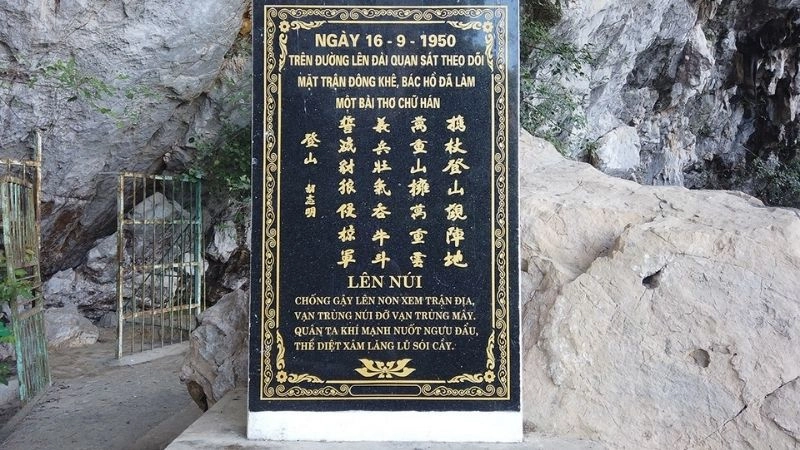 NGÀY 16 - 9 - 1950
TRÊN ĐƯỜNG LÊN ĐÀI QUAN SÁT THEO DÕI
MẶT TRẬN ĐÔNG KHÊ, BÁC HỒ ĐÃ LÀM
MỘT BÀI THƠ CHỮ HÁN
携杖登山觀陣地
萬重山擁萬重雲
義兵壯氣吞牛斗
誓滅豺狼侵掠軍
登山 胡志明
LÊN NÚI
CHỐNG GẬY LÊN NON XEM TRẬN ĐỊA,
VẠN TRÙNG NÚI ĐỠ VẠN TRÙNG MÂY.
QUÂN TA KHÍ MẠNH NUỐT NGƯU ĐẨU,
THỀ DIỆT XÂM LĂNG LŨ SÓI CẦY.